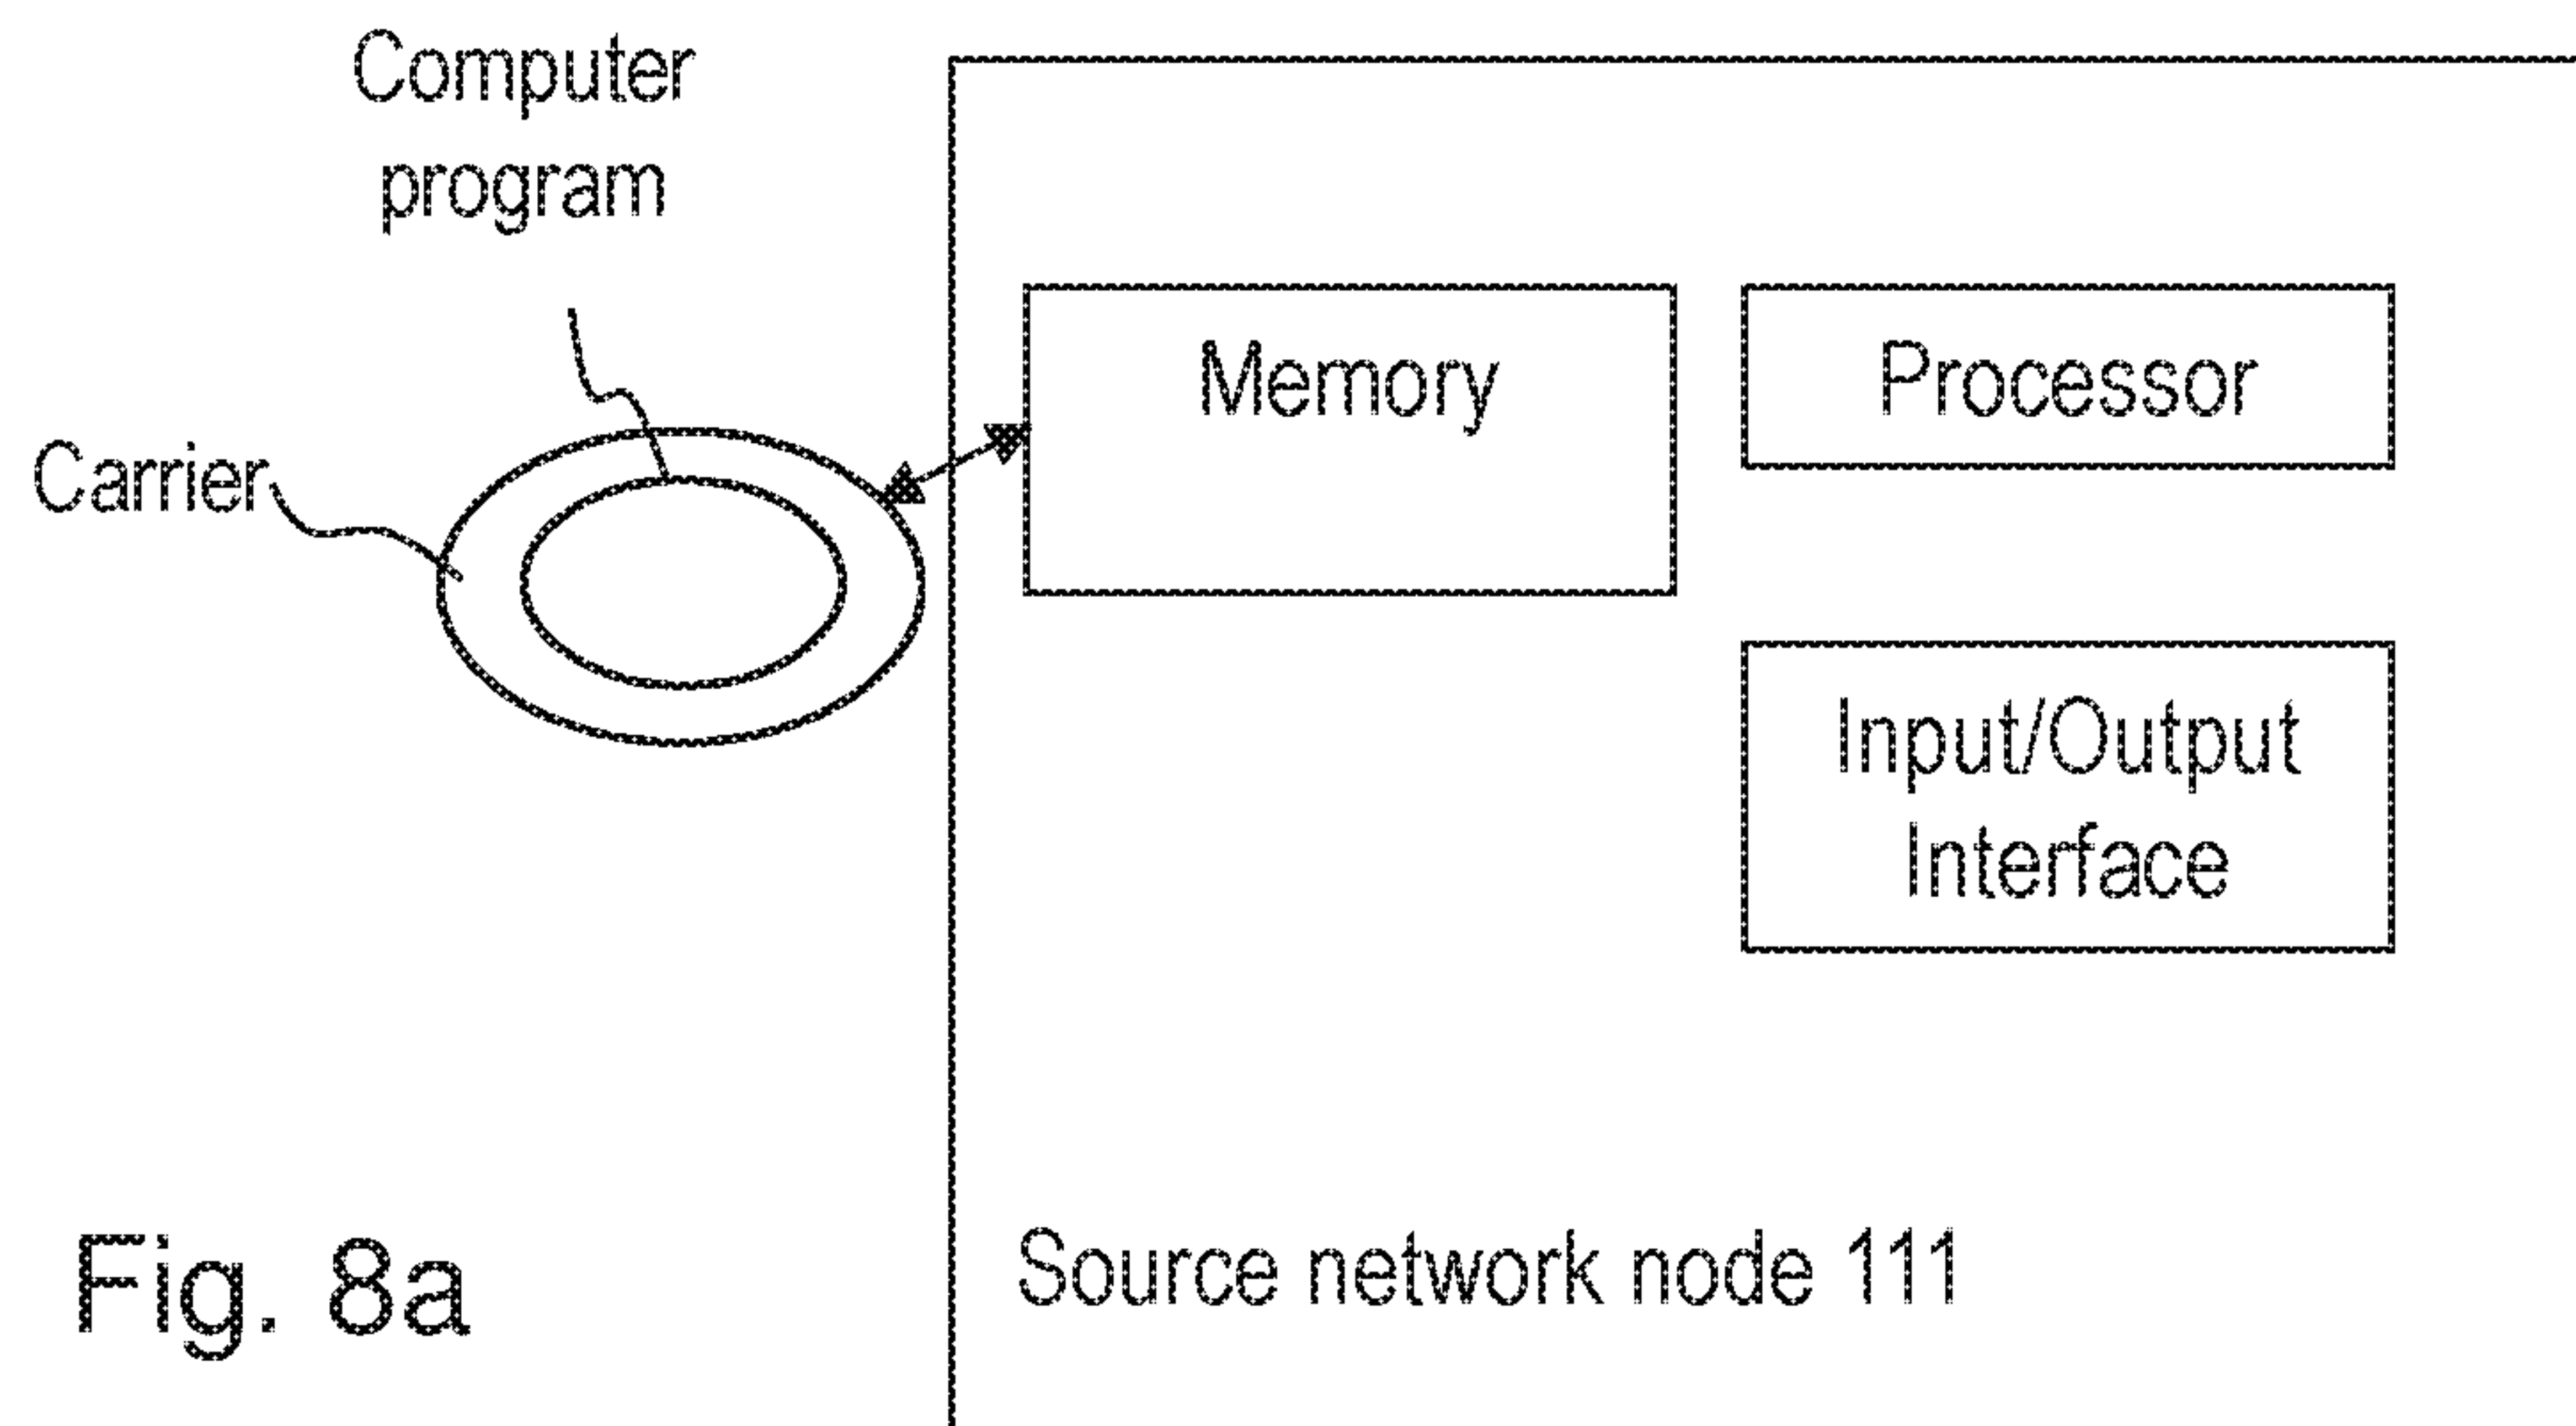 Computer
program
Carrier
Memory
Processor
Input/Output
Interface
Source network node 111
Fig. 8a